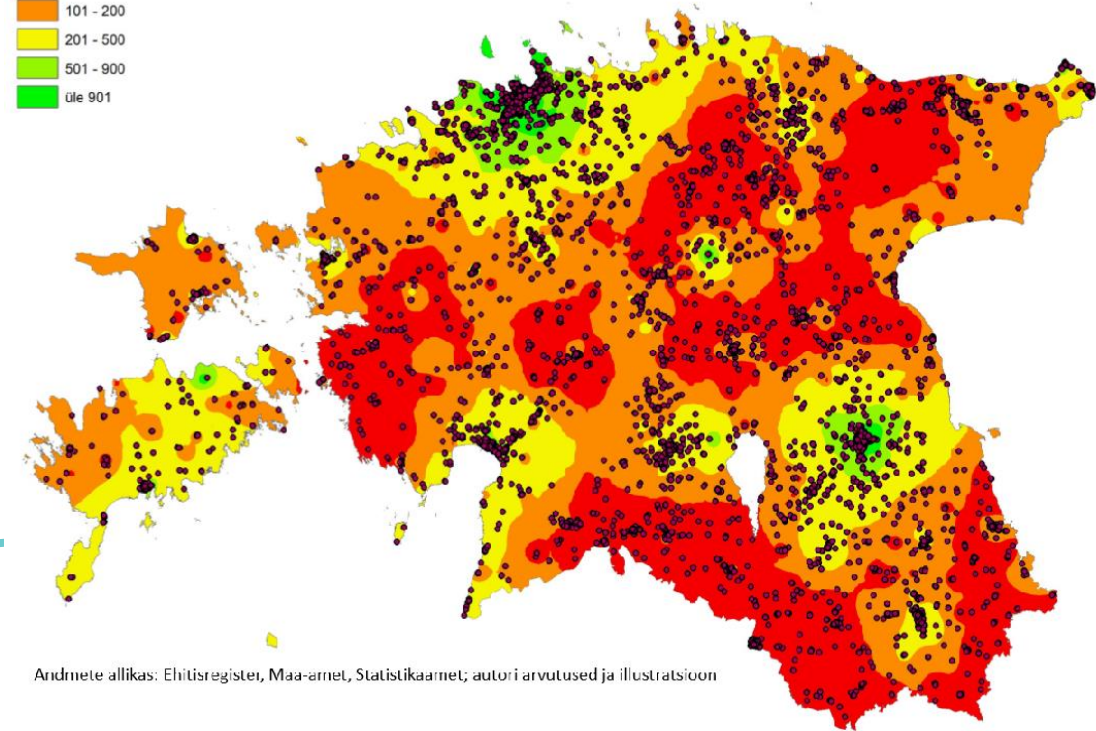 101 - 200
201 - 500
501 - 900
üle 901
Andmete allikas: Ehitisregister, Maa-amet, Statistikaamet; autori arvutused ja illustratsioon